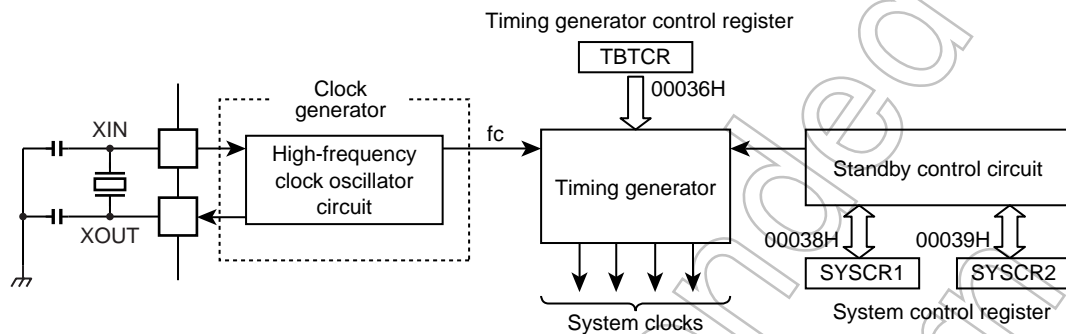 Timing generator control register
TBTCR
00036H
Clock
generator
XIN
High-frequency
clock oscillator
circuit
XOUT
fc
Timing generator
Standby control circuit
00038H
00039H
SYSCR1
SYSCR2
System control register
System clocks